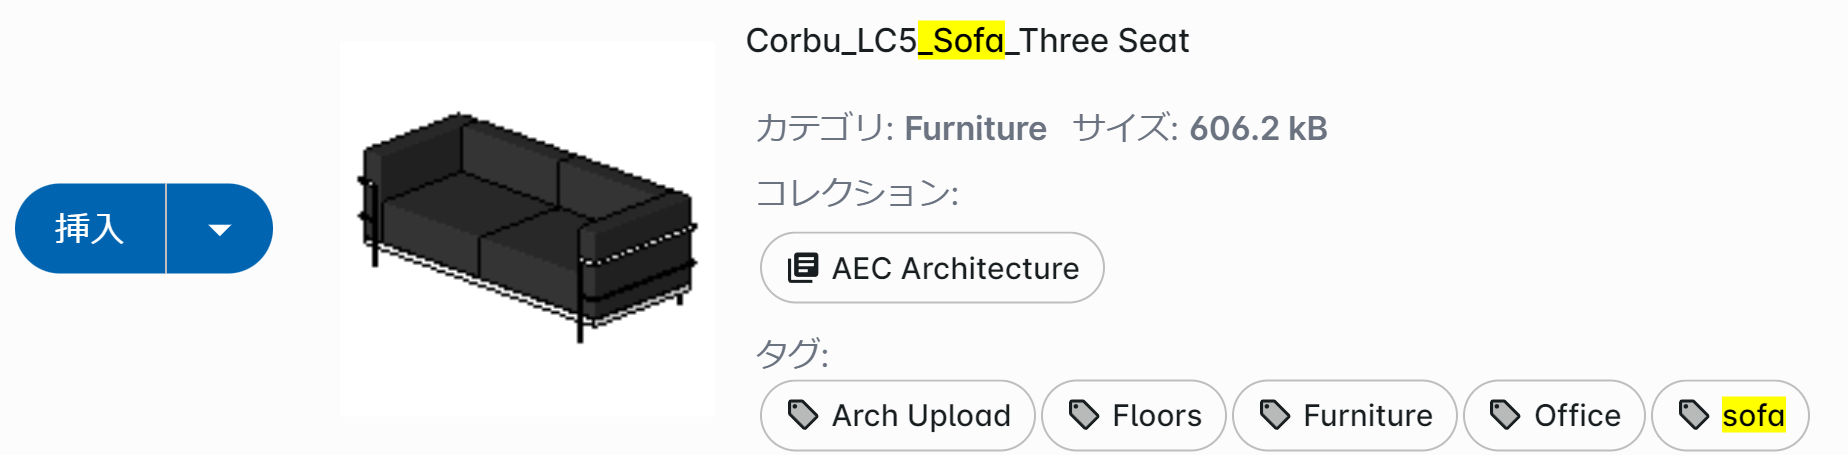 Corbu_LC5_Sofa_Three Seat
カテゴリ: Furniture サイズ: 606.2 kB
コレクション:
挿入
AEC Architecture
タグ:
Arch Upload Floors Furniture Office sofa